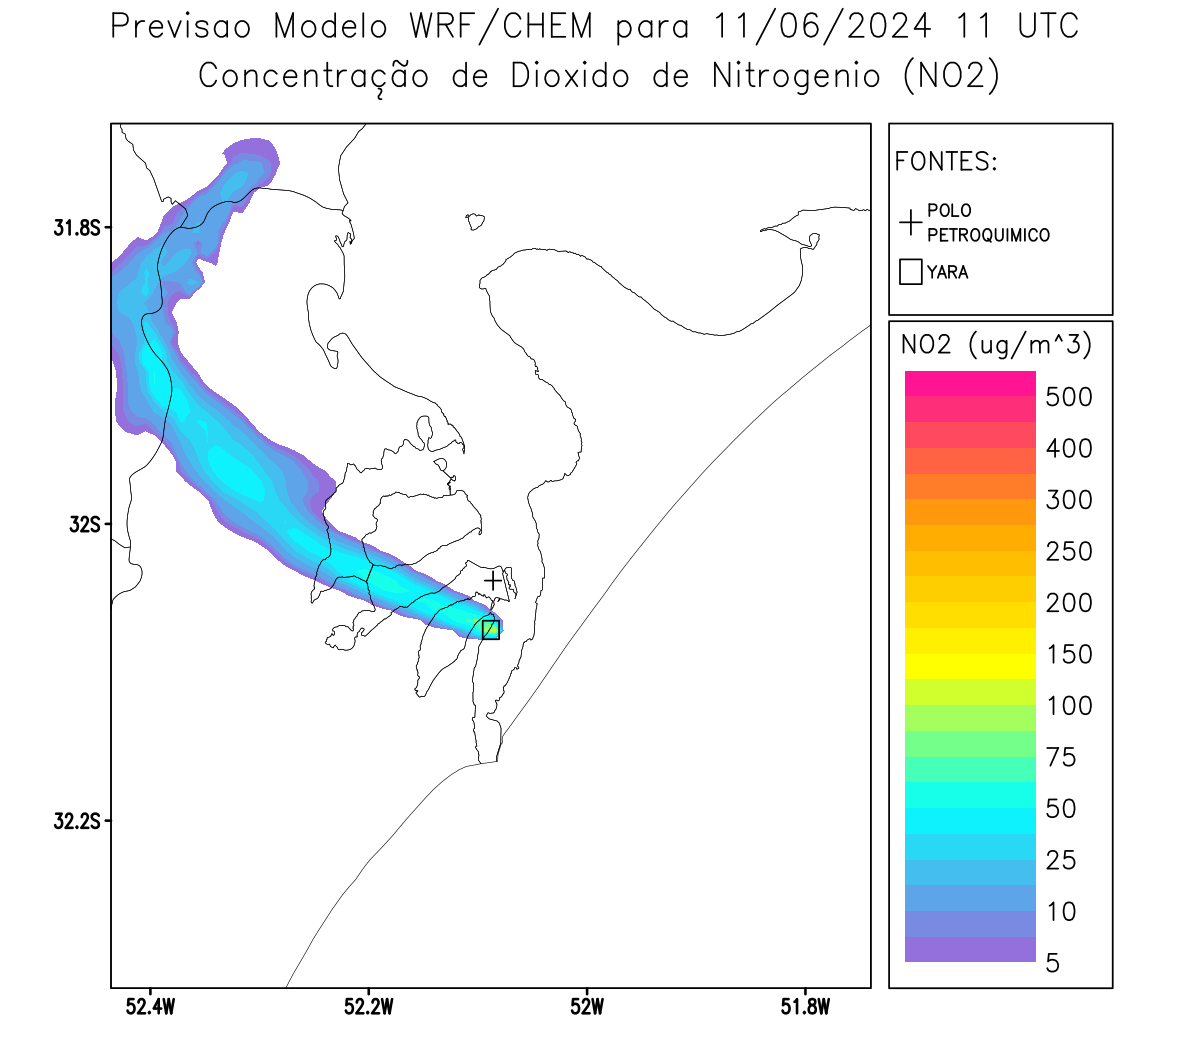 Previsao Modelo WRF/CHEM para 11/06/2024 11 UTC
Concentração de Dioxido de Nitrogenio (NO2)
FONTES:
POLO
PETROQUIMICO
YARA
NO2 (ug/m^3)
500
400
300
250
200
150
100
75
50
25
10
5
31.8S
32S
32.2S
52.4W
52.2W
52W
51.8W